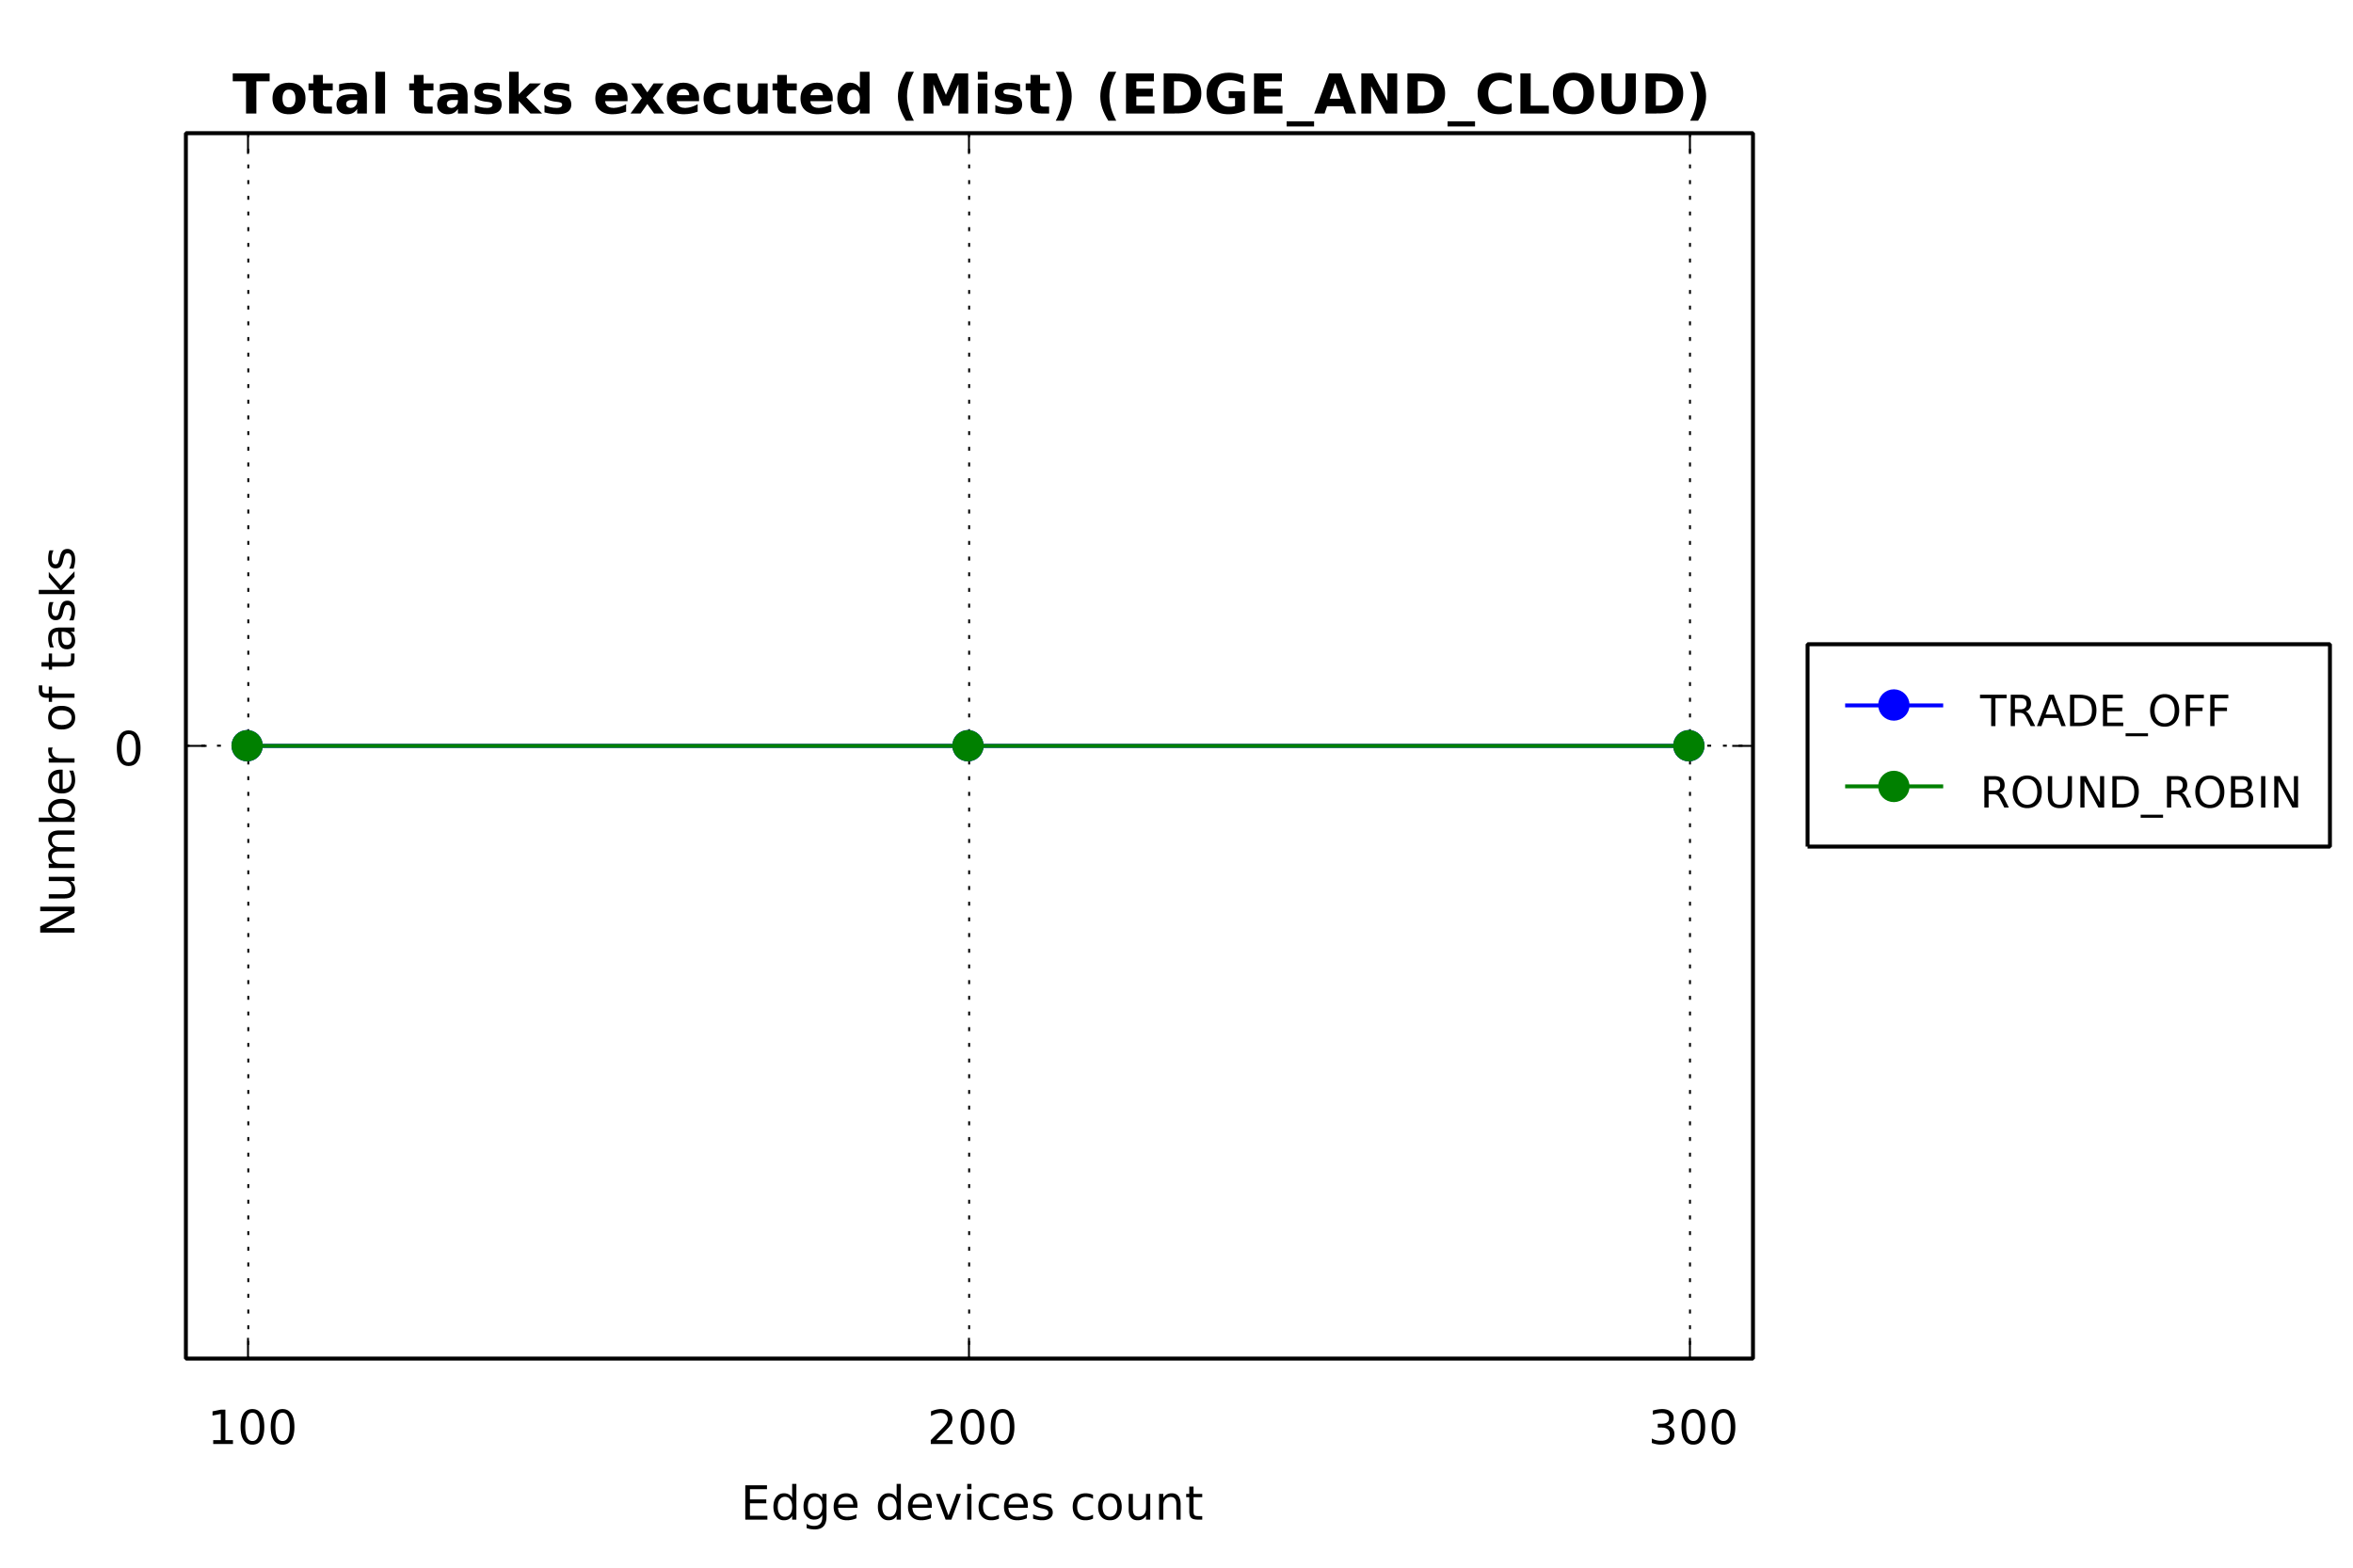 Total tasks executed (Mist) (EDGE_AND_CLOUD)
Number of tasks
0
TRADE_OFF
ROUND_ROBIN
100 200 300
Edge devices count